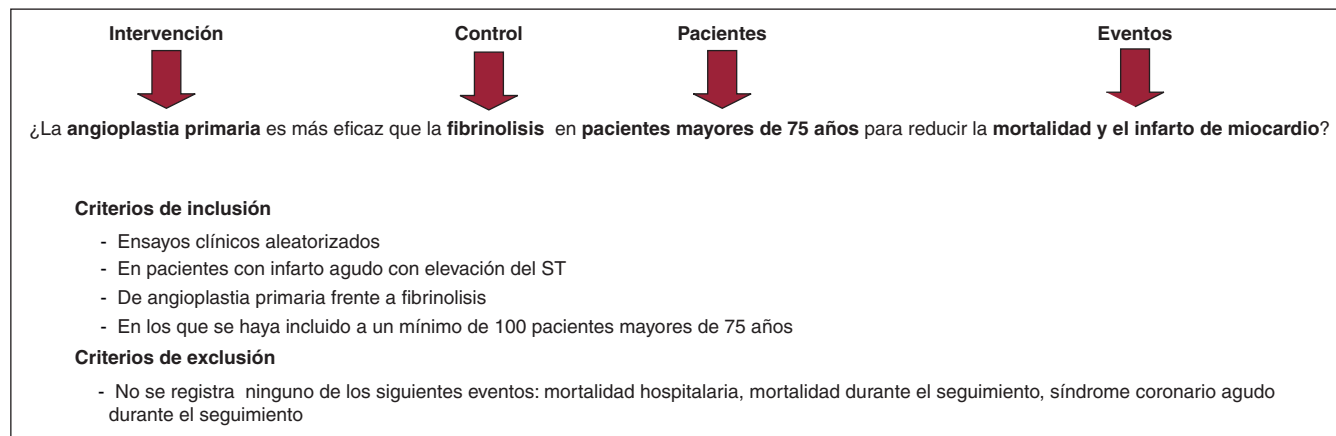 Intervención Control Pacientes Eventos
¿La angioplastia primaria es más eficaz que la fibrinolisis en pacientes mayores de 75 años para reducir la mortalidad y el infarto de miocardio?
Criterios de inclusión
- Ensayos clínicos aleatorizados
- En pacientes con infarto agudo con elevación del ST
- De angioplastia primaria frente a fibrinolisis
- En los que se haya incluido a un mínimo de 100 pacientes mayores de 75 años
Criterios de exclusión
- No se registra ninguno de los siguientes eventos: mortalidad hospitalaria, mortalidad durante el seguimiento, síndrome coronario agudo
durante el seguimiento